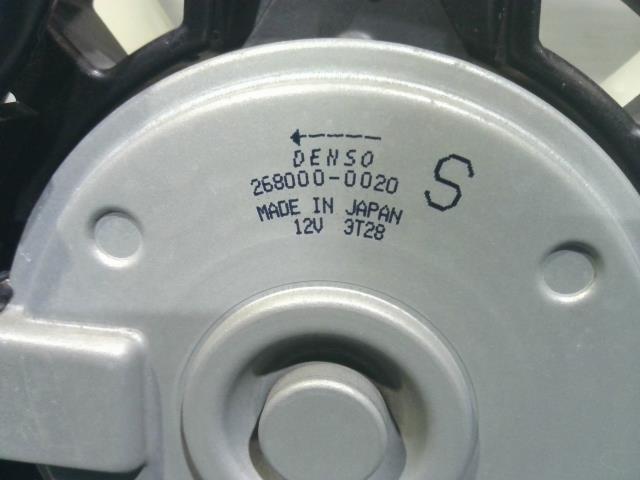 DENSO
268000-0020
S
MADE IN JAPAN
12V 3T28